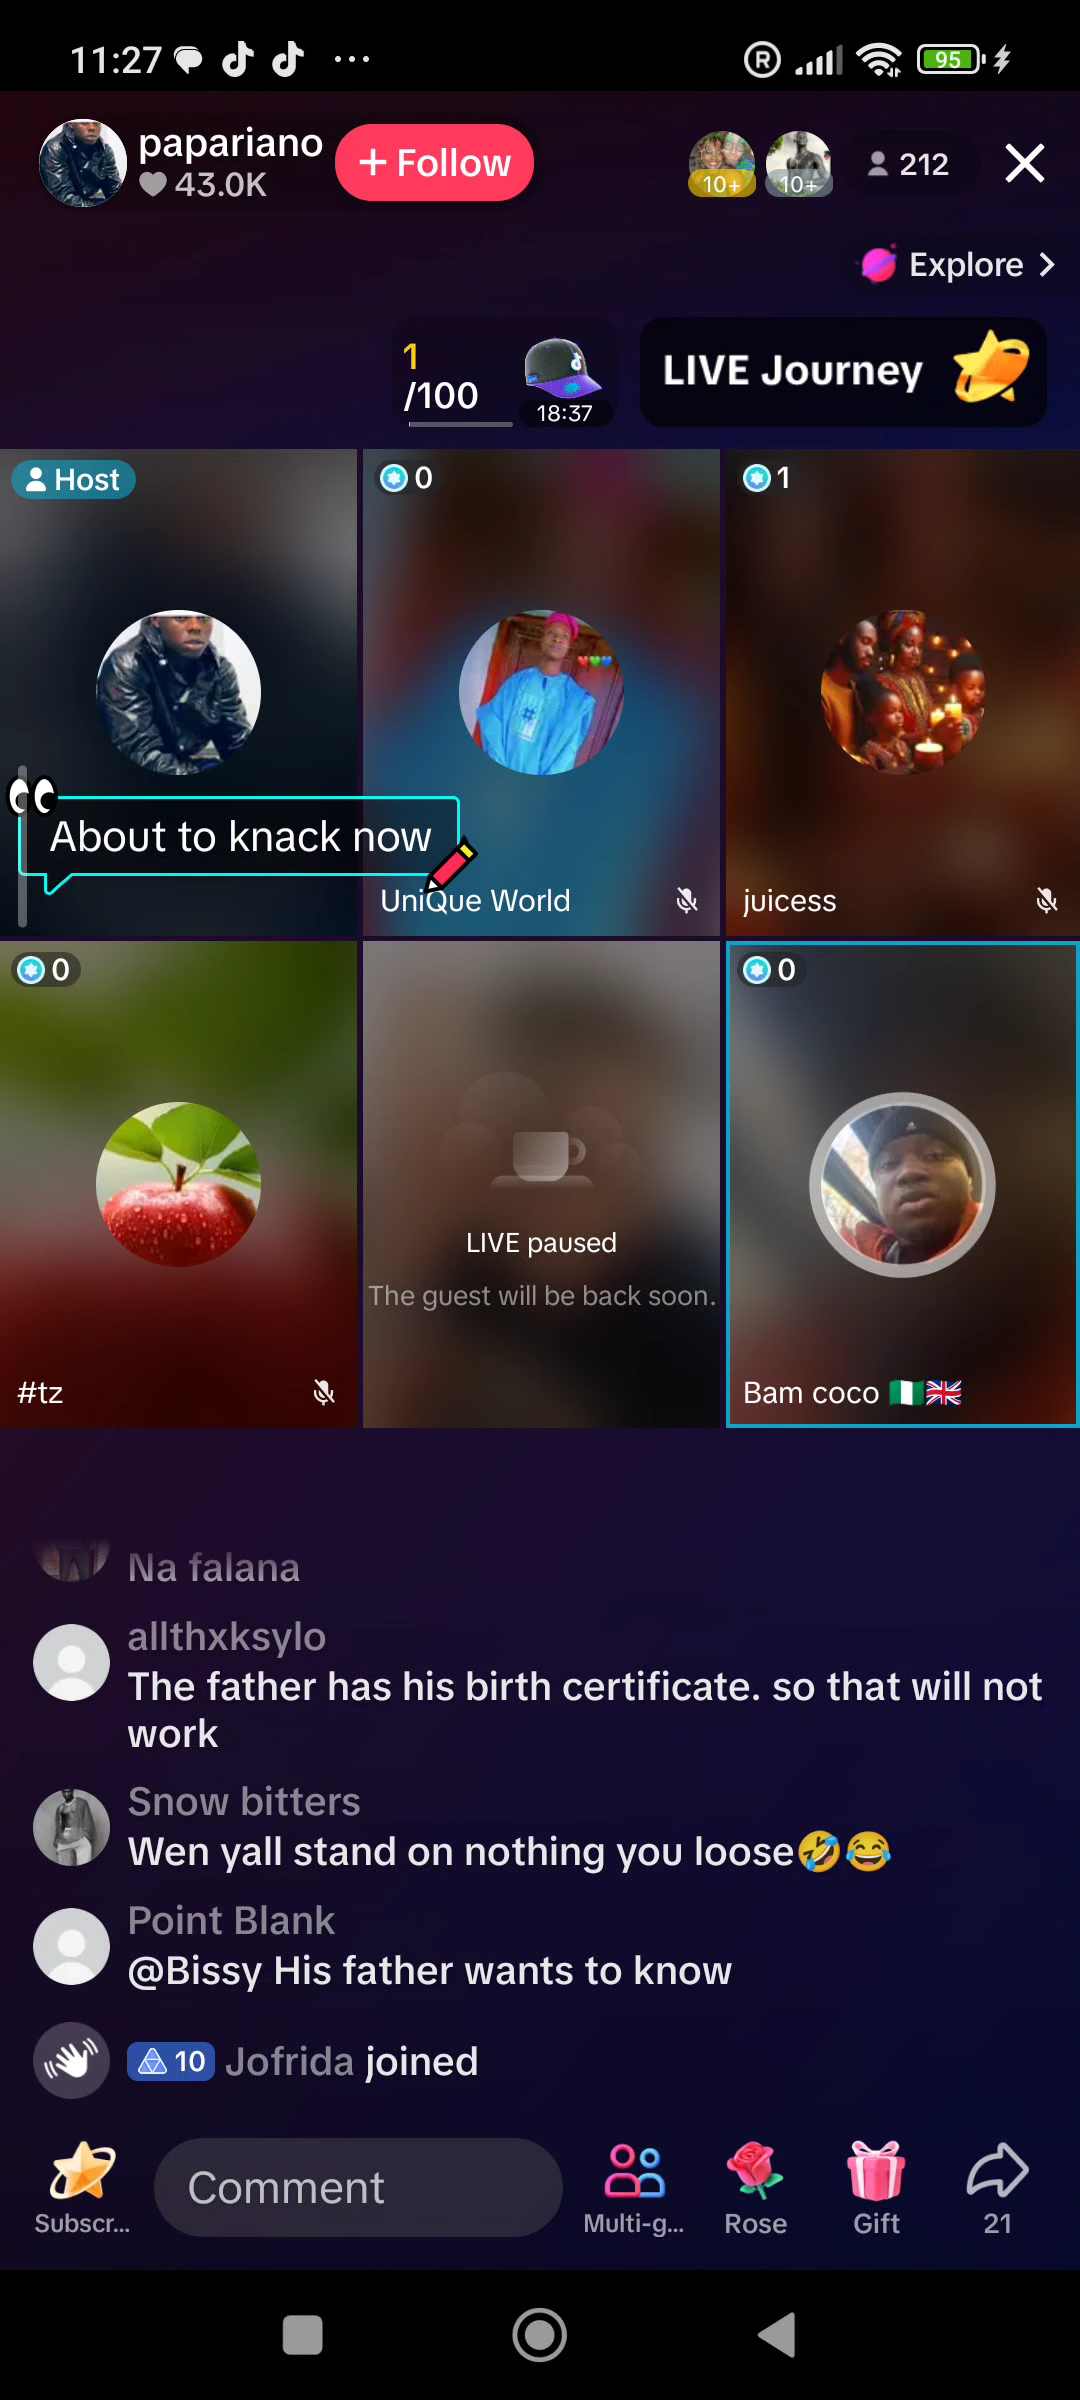 11:27
95
papariano
43.0K
+ Follow
10+
10+
212
Explore
1
/100
18:37
LIVE Journey
Host
0
1
About to knack now
UniQue World
juicess
0
0
LIVE paused
The guest will be back soon.
#tz
Bam coco 🇳🇬🇬🇧
Na falana
allthxksylo
The father has his birth certificate. so that will not
work
Snow bitters
Wen yall stand on nothing you loose🤣😂
Point Blank
@Bissy His father wants to know
10 Jofrida joined
Subscr...
Comment
Multi-g...
Rose
Gift
21